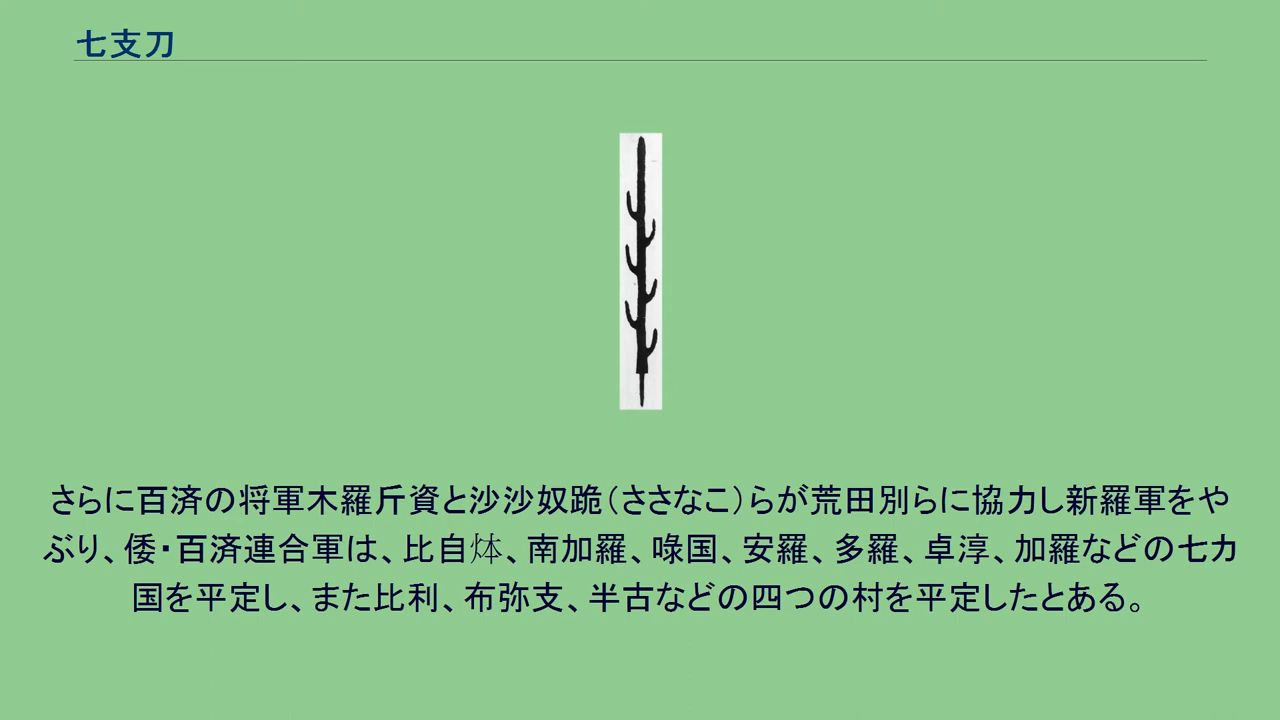 七支刀
さらに百済の将軍木羅斤資と沙沙奴跪(ささなこ)らが荒田別らに協力し新羅軍をや
ぶり、倭・百済連合軍は、比自㶱、南加羅、㖨国、安羅、多羅、卓淳、加羅などの七カ
国を平定し、また比利、布弥支、半古などの四つの村を平定したとある。